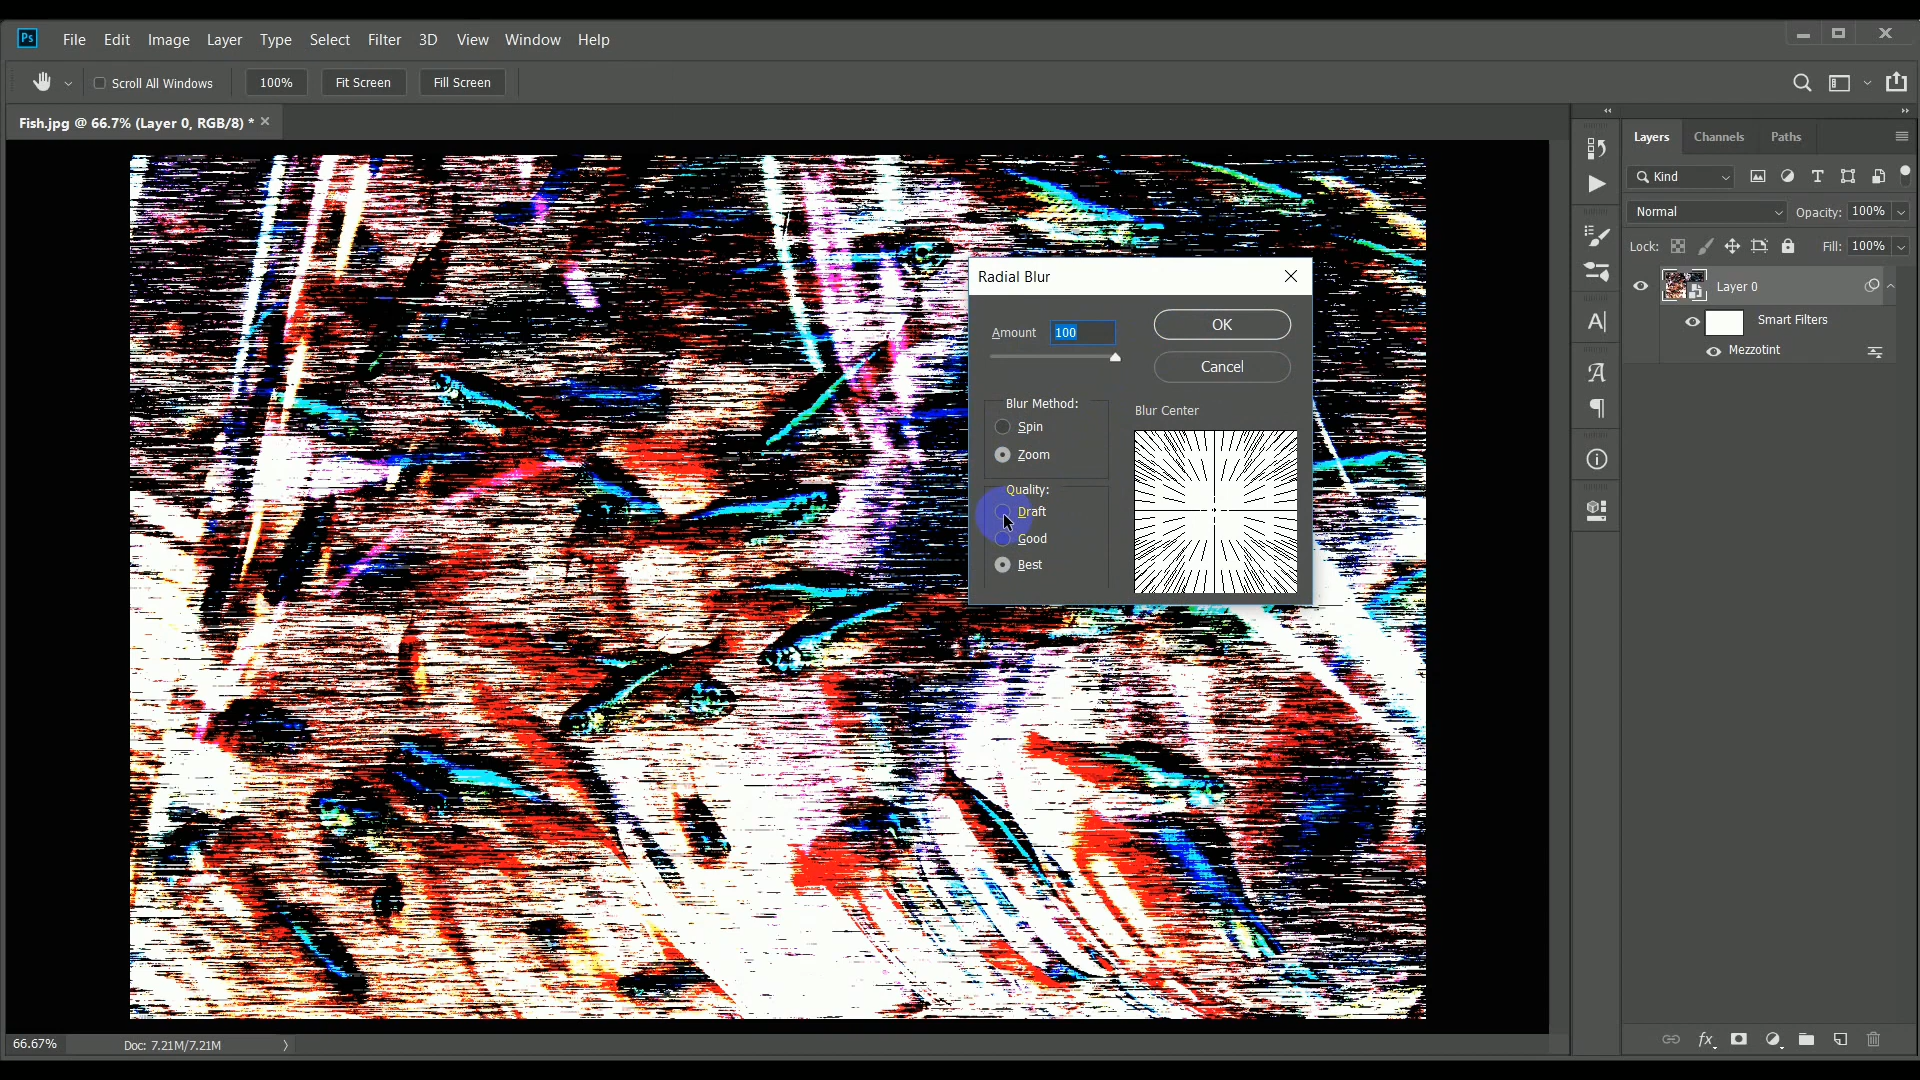 Ps File Edit Image Layer Type Select Filter 3D View Window Help
Scroll All Windows 100% Fit Screen Fill Screen
Fish.jpg @ 66.7% (Layer 0, RGB/8) *
Layers Channels Paths
Kind
Normal Opacity: 100%
Lock: Fill: 100%
Layer 0
Smart Filters
Mezzotint
Radial Blur
Amount 100
OK
Cancel
Blur Method:
Spin
Zoom
Quality:
Draft
Good
Best
Blur Center
66.67% Doc: 7.21M/7.21M
fx